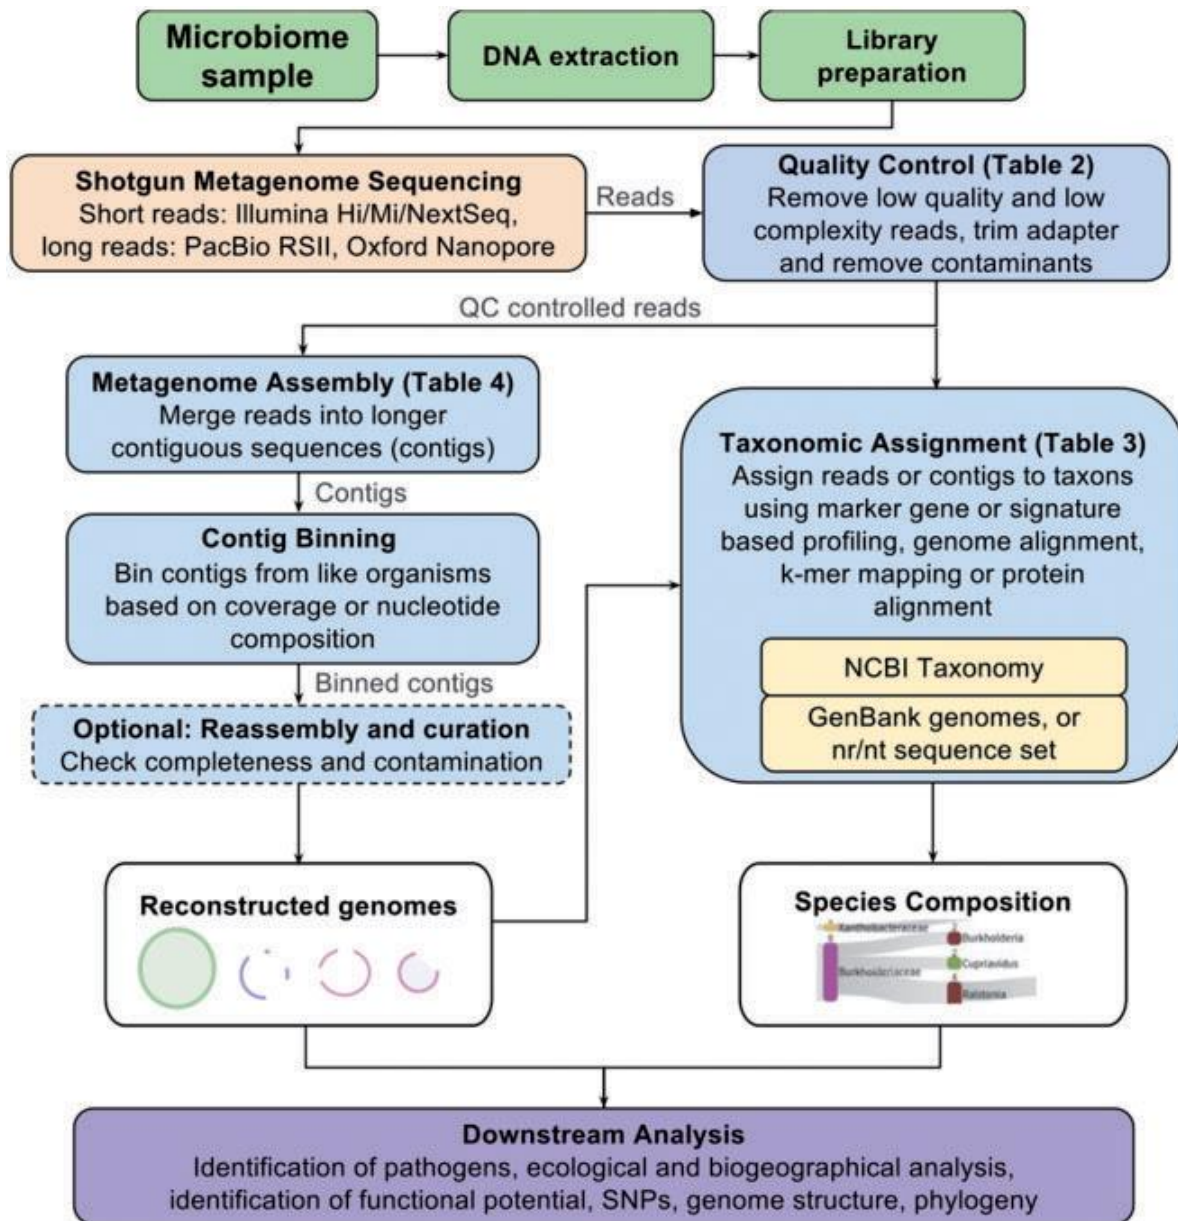 Microbiome
sample
DNA extraction
Library
preparation
Shotgun Metagenome Sequencing
Short reads: Illumina Hi/Mi/NextSeq,
long reads: PacBio RSII, Oxford Nanopore
Reads
Quality Control (Table 2)
Remove low quality and low
complexity reads, trim adapter
and remove contaminants
QC controlled reads
Metagenome Assembly (Table 4)
Merge reads into longer
contiguous sequences (contigs)
Contigs
Contig Binning
Bin contigs from like organisms
based on coverage or nucleotide
composition
Binned contigs
Optional: Reassembly and curation
Check completeness and contamination
Taxonomic Assignment (Table 3)
Assign reads or contigs to taxons
using marker gene or signature
based profiling, genome alignment,
k-mer mapping or protein
alignment
NCBI Taxonomy
GenBank genomes, or
nr/nt sequence set
Reconstructed genomes
Species Composition
Xanthobacteraceae
Burkholderia
Burkholderiaceae
Cupriavidus
Ralstonia
Downstream Analysis
Identification of pathogens, ecological and biogeographical analysis,
identification of functional potential, SNPs, genome structure, phylogeny